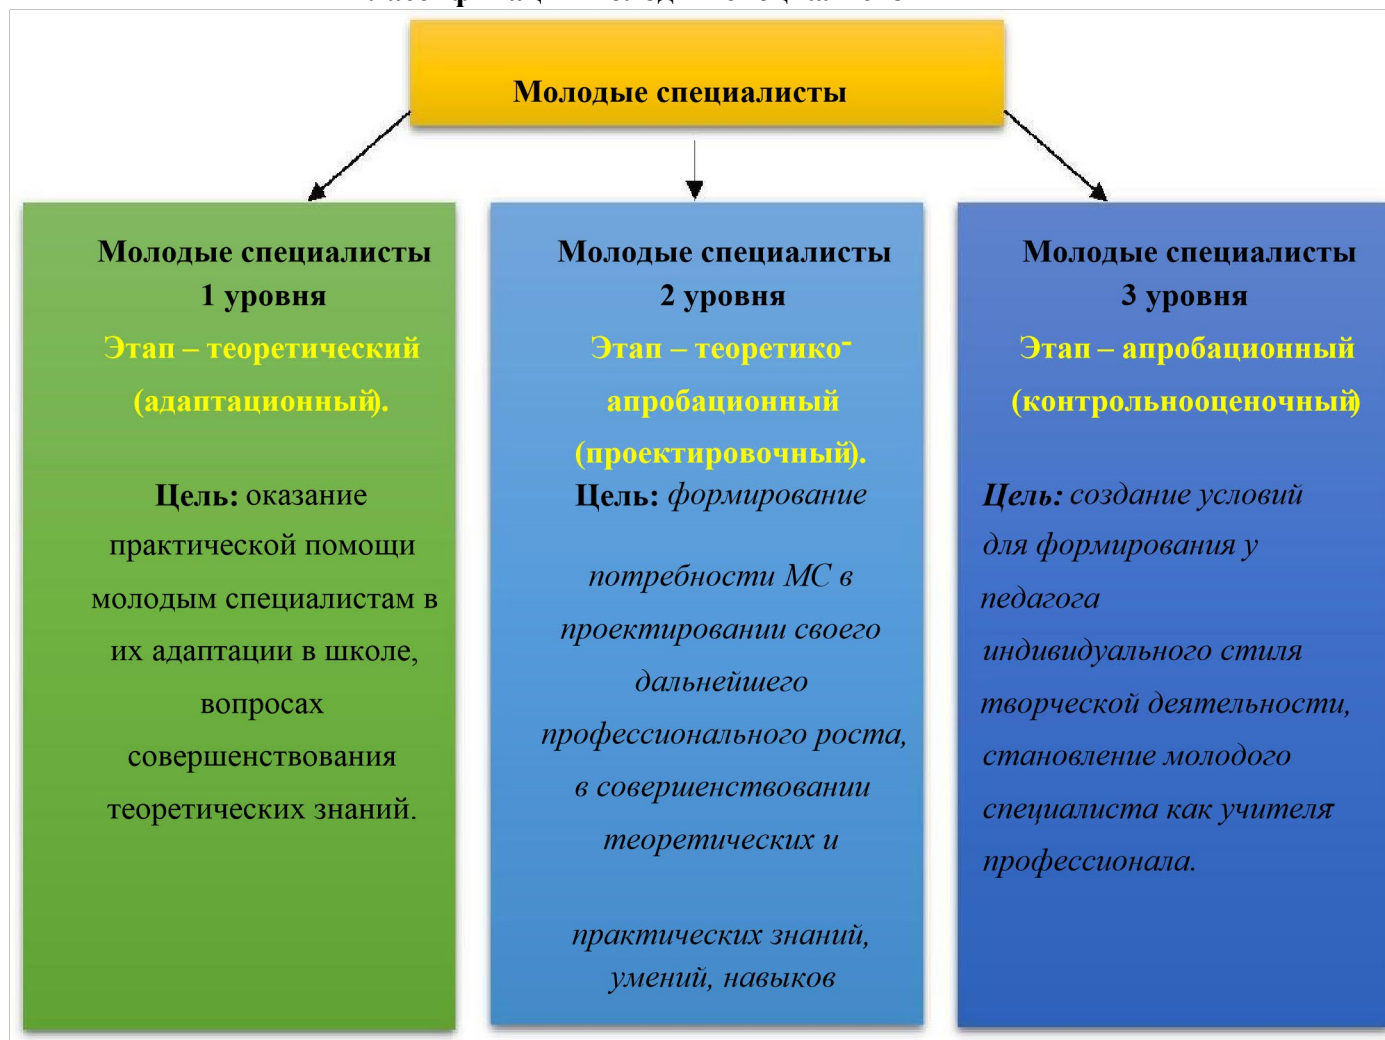 Молодые специалисты
Молодые специалисты
1 уровня
Этап – теоретический
(адаптационный).
Цель: оказание
практической помощи
молодым специалистам в
их адаптации в школе,
вопросах
совершенствования
теоретических знаний.
Молодые специалисты
2 уровня
Этап – теоретико-
апробационный
(проектировочный).
Цель: формирование
потребности МС в
проектировании своего
дальнейшего
профессионального роста,
в совершенствовании
теоретических и
практических знаний,
умений, навыков
Молодые специалисты
3 уровня
Этап – апробационный
(контрольнооценочный)
Цель: создание условий
для формирования у
педагога
индивидуального стиля
творческой деятельности,
становление молодого
специалиста как учителя-
профессионала.